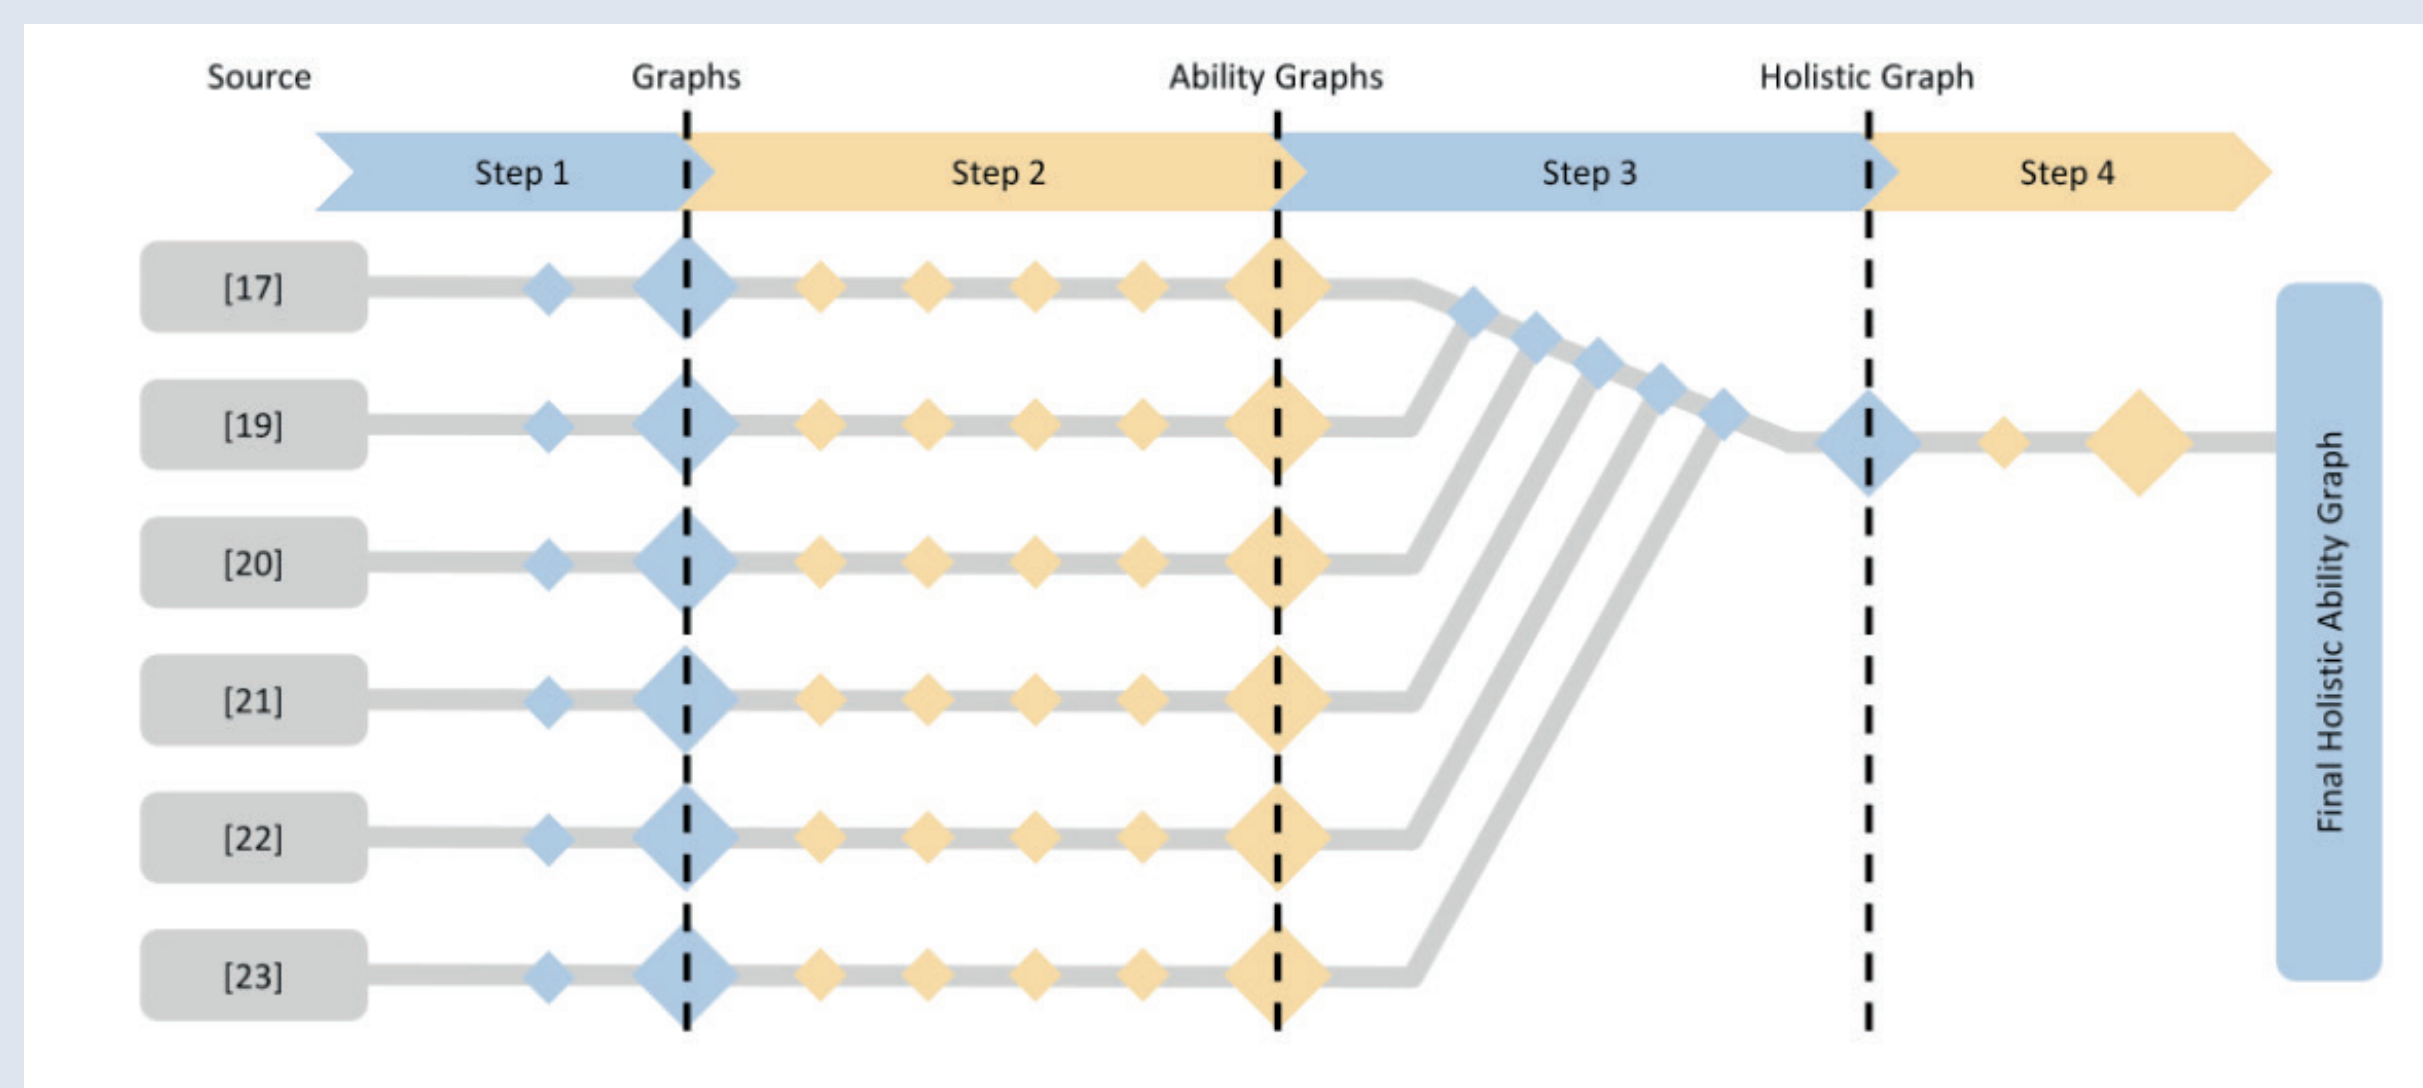 Source
Graphs
Ability Graphs
Holistic Graph
Step 1
Step 2
Step 3
Step 4
[17]
[19]
[20]
[21]
[22]
[23]
Final Holistic Ability Graph